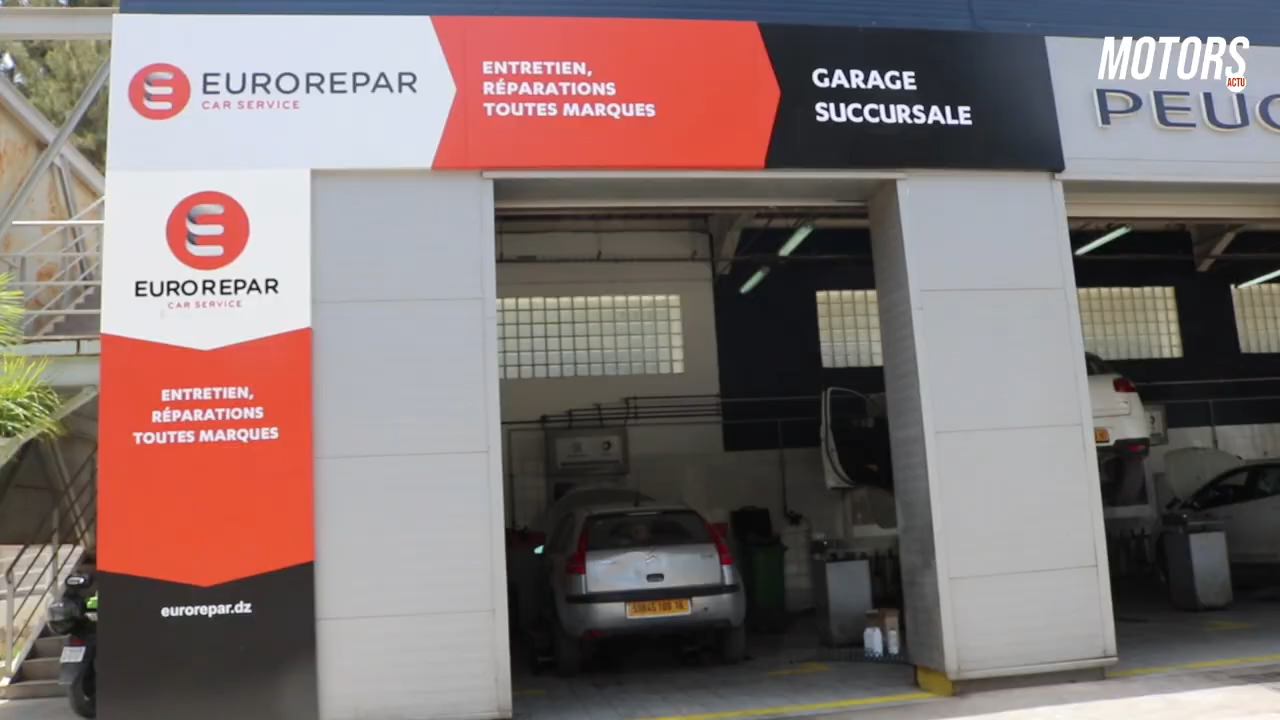 EUROREPAR
CAR SERVICE
ENTRETIEN,
RÉPARATIONS
TOUTES MARQUES
GARAGE
SUCCURSALE
MOTORS
ACTU
EUROREPAR
CAR SERVICE
ENTRETIEN,
RÉPARATIONS
TOUTES MARQUES
eurorepar.dz